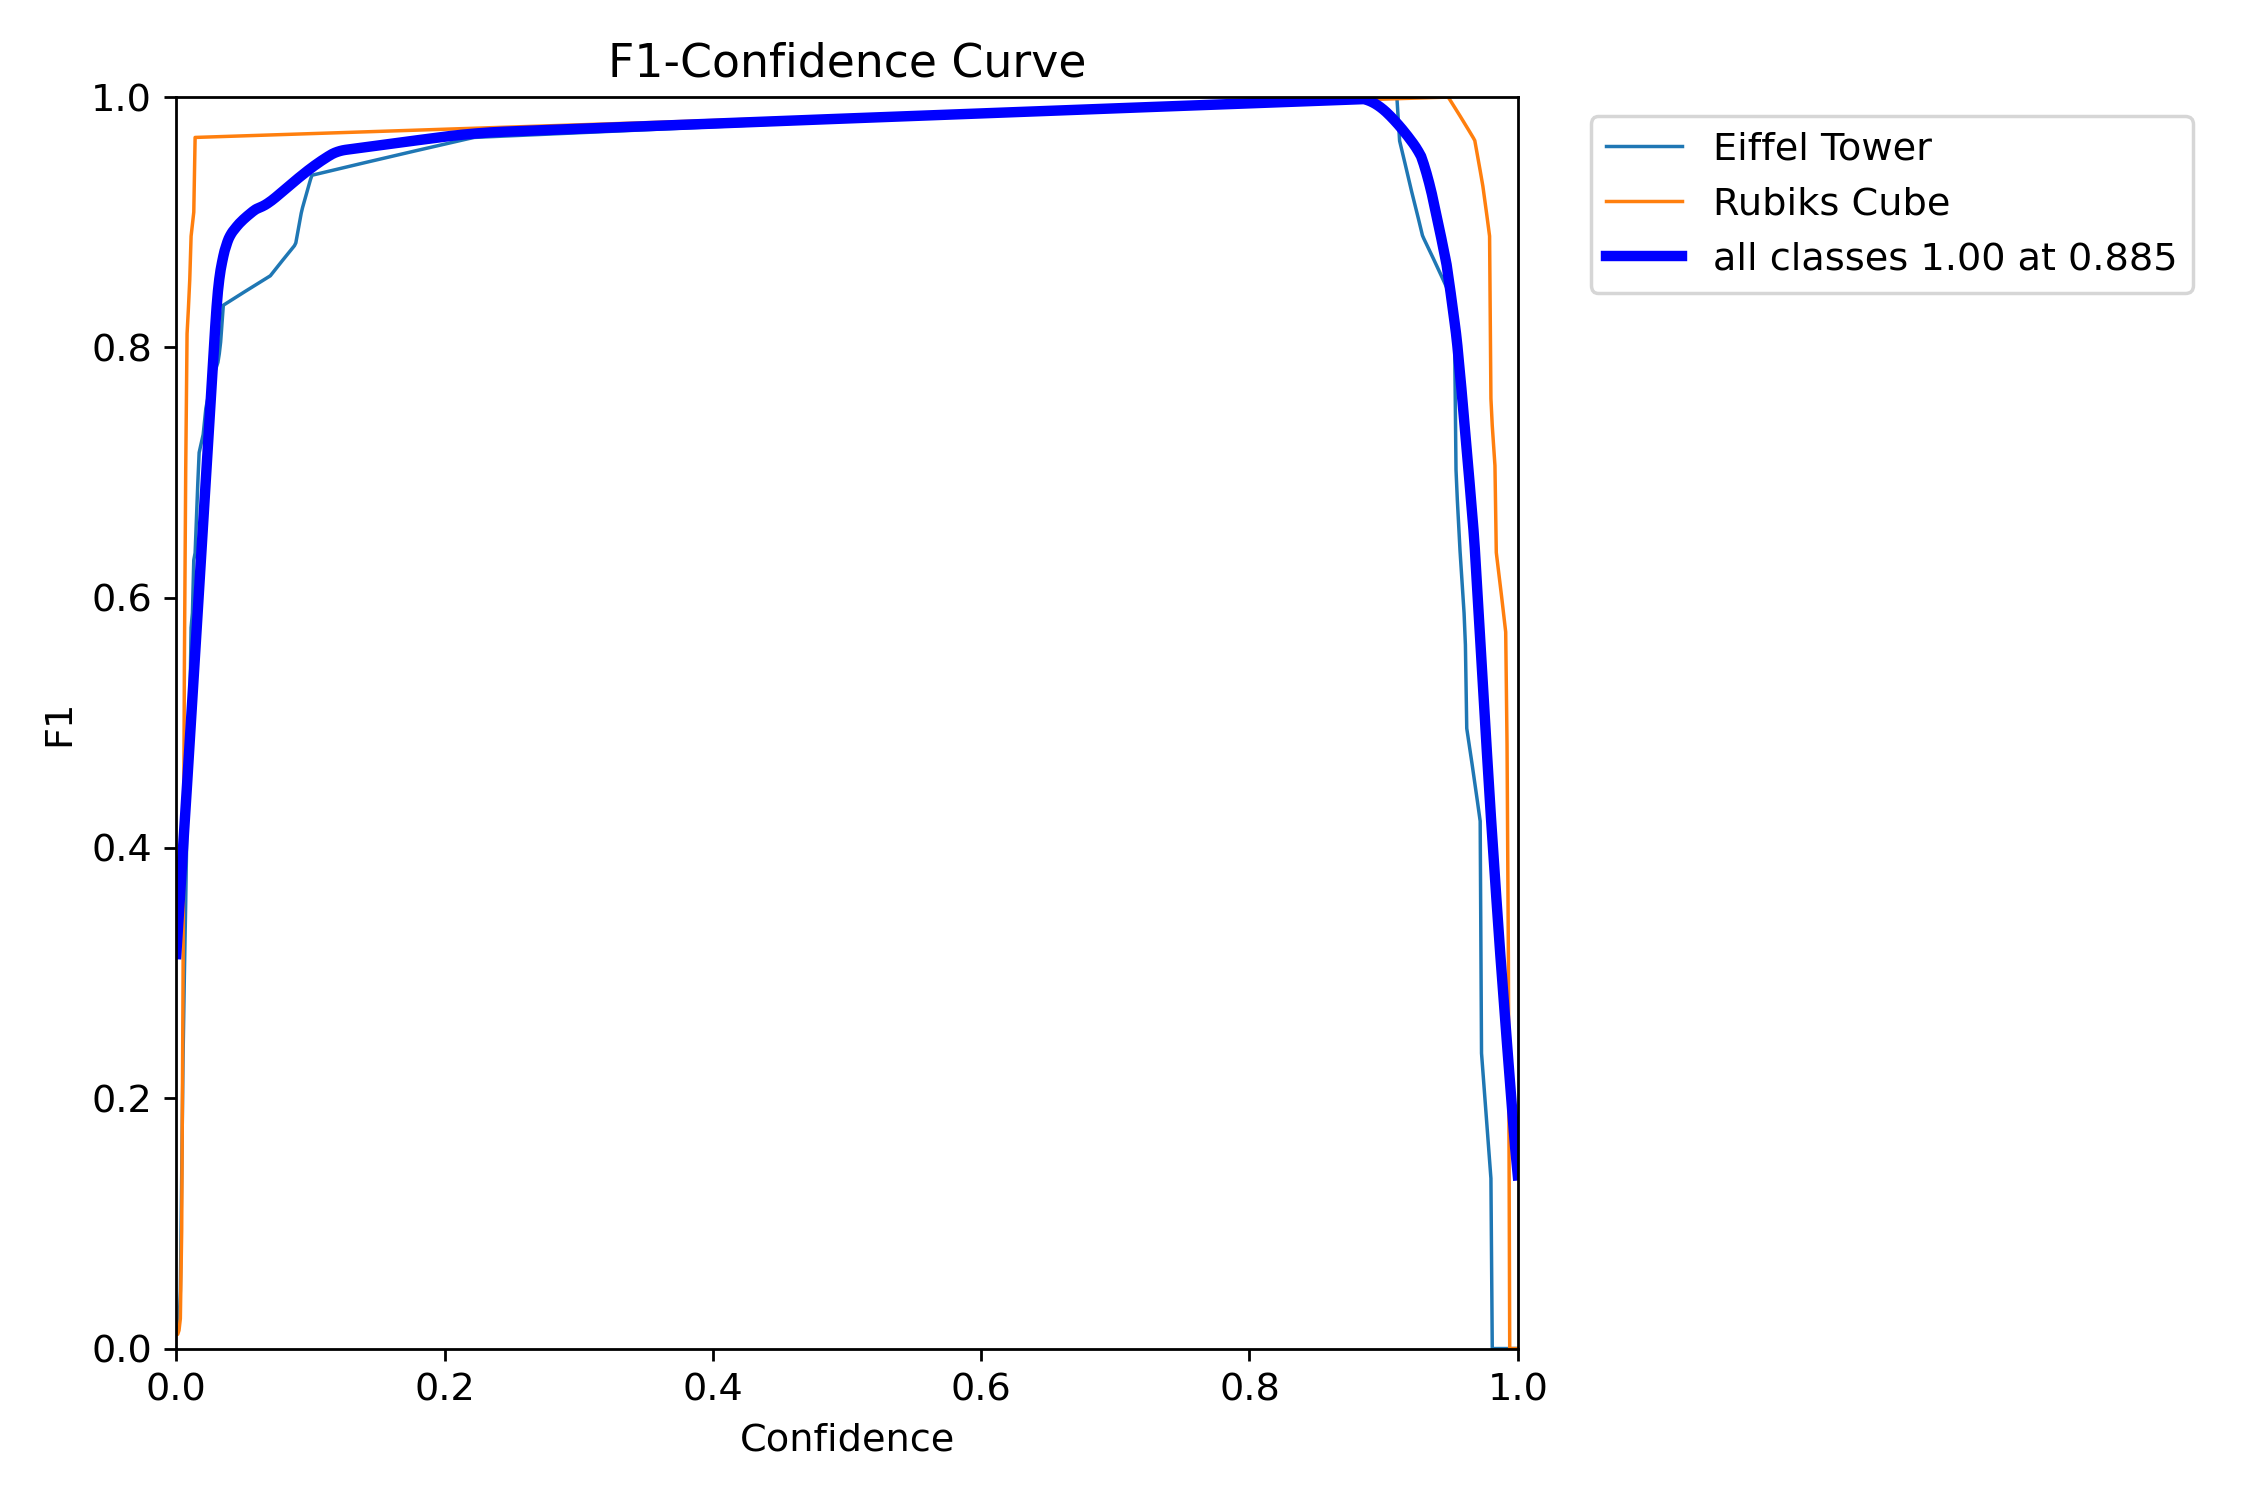 F1-Confidence Curve
1.0
0.8
0.6
0.4
0.2
0.0
F1
0.0 0.2 0.4 0.6 0.8 1.0
Confidence
Eiffel Tower
Rubiks Cube
all classes 1.00 at 0.885